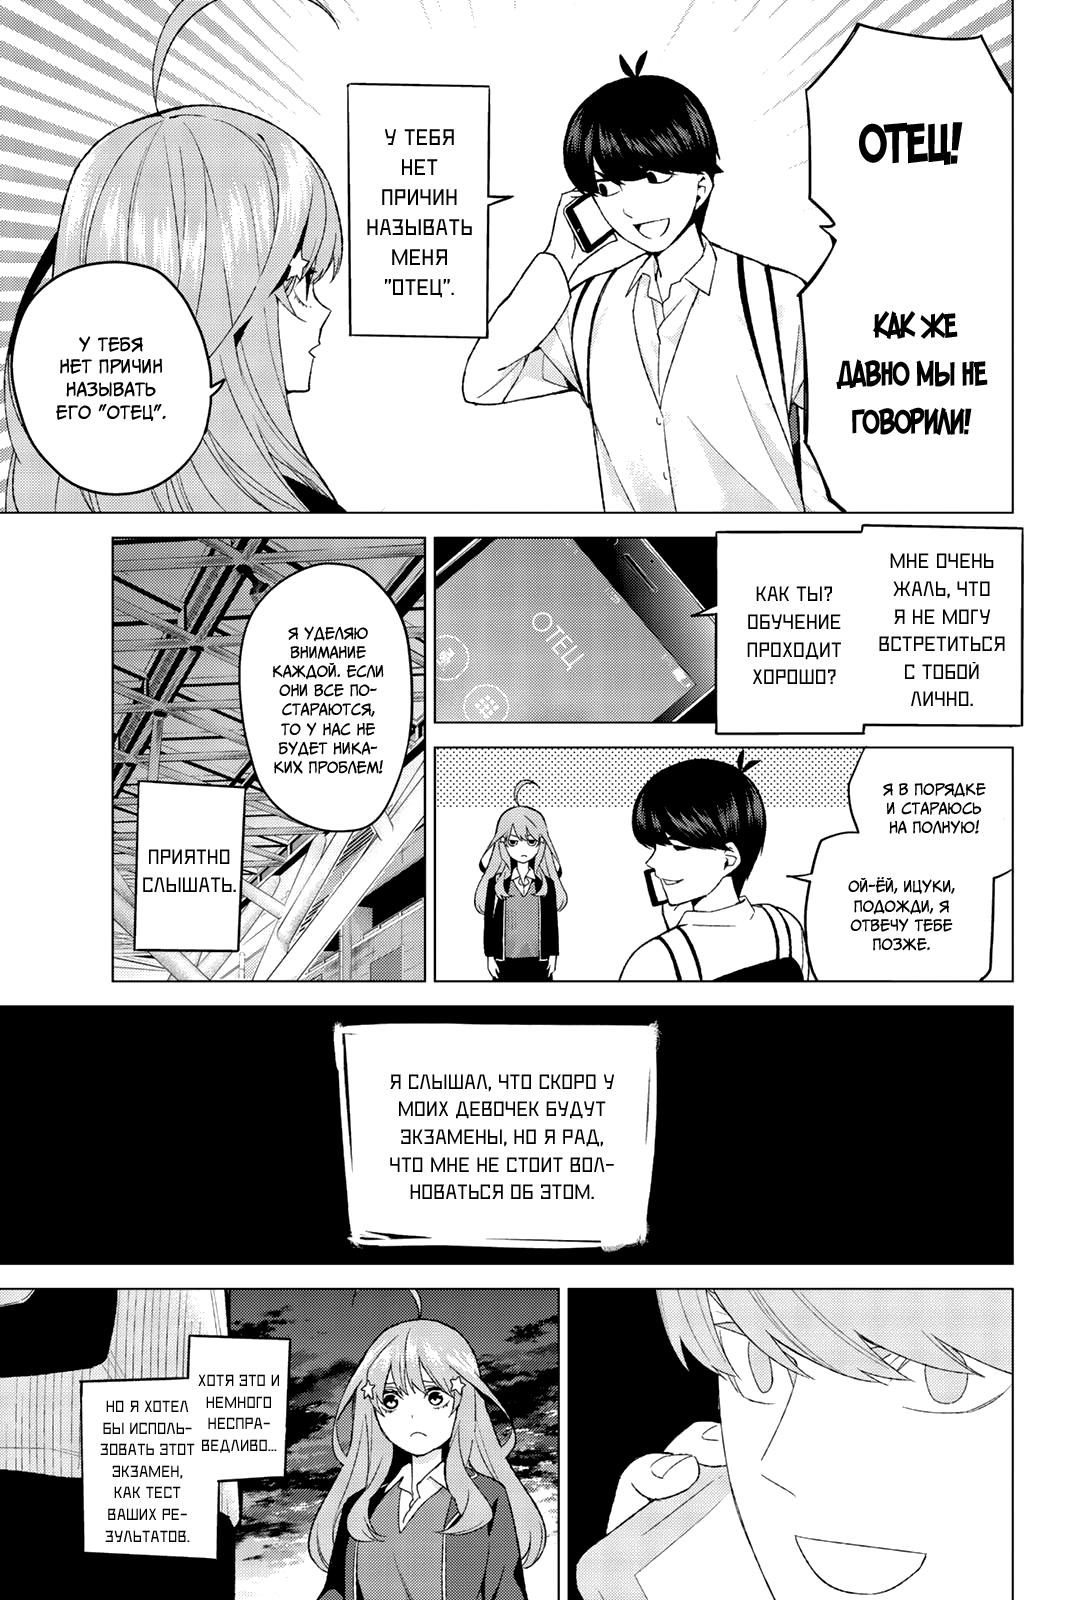 ОТЕЦ!
КАК ЖЕ
ДАВНО МЫ НЕ
ГОВОРИЛИ!
У ТЕБЯ
НЕТ
ПРИЧИН
НАЗЫВАТЬ
МЕНЯ
"ОТЕЦ".
У ТЕБЯ
НЕТ ПРИЧИН
НАЗЫВАТЬ
ЕГО "ОТЕЦ".
МНЕ ОЧЕНЬ
ЖАЛЬ, ЧТО
Я НЕ МОГУ
ВСТРЕТИТЬСЯ
С ТОБОЙ
ЛИЧНО.
КАК ТЫ?
ОБУЧЕНИЕ
ПРОХОДИТ
ХОРОШО?
ОТЕЦ
Я В ПОРЯДКЕ
И СТАРАЮСЬ
НА ПОЛНУЮ!
ОЙ-ЁЙ, ИЦУКИ,
ПОДОЖДИ, Я
ОТВЕЧУ ТЕБЕ
ПОЗЖЕ.
Я УДЕЛЯЮ
ВНИМАНИЕ
КАЖДОЙ. ЕСЛИ
ОНИ ВСЕ ПО-
СТАРАЮТСЯ,
ТО У НАС НЕ
БУДЕТ НИКА-
КИХ ПРОБЛЕМ!
ПРИЯТНО
СЛЫШАТЬ.
Я СЛЫШАЛ, ЧТО СКОРО У
МОИХ ДЕВОЧЕК БУДУТ
ЭКЗАМЕНЫ, НО Я РАД,
ЧТО МНЕ НЕ СТОИТ ВОЛ-
НОВАТЬСЯ ОБ ЭТОМ.
ХОТЯ ЭТО И
НЕМНОГО
НЕСПРА-
ВЕДЛИВО...
НО Я ХОТЕЛ
БЫ ИСПОЛЬ-
ЗОВАТЬ ЭТОТ
ЭКЗАМЕН,
КАК ТЕСТ
ВАШИХ РЕ-
ЗУЛЬТАТОВ.